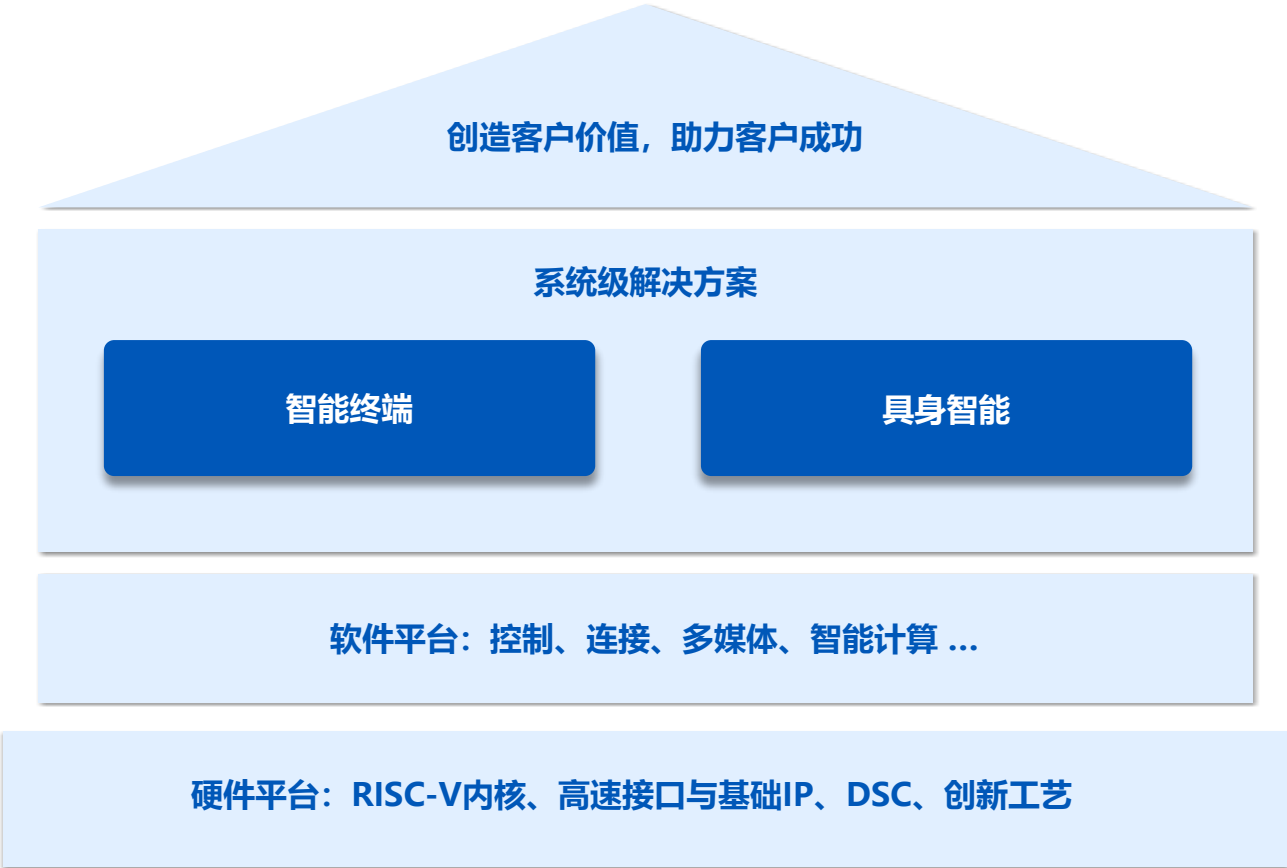 创造客户价值，助力客户成功
系统级解决方案
智能终端
具身智能
软件平台：控制、连接、多媒体、智能计算 ...
硬件平台：RISC-V内核、高速接口与基础IP、DSC、创新工艺